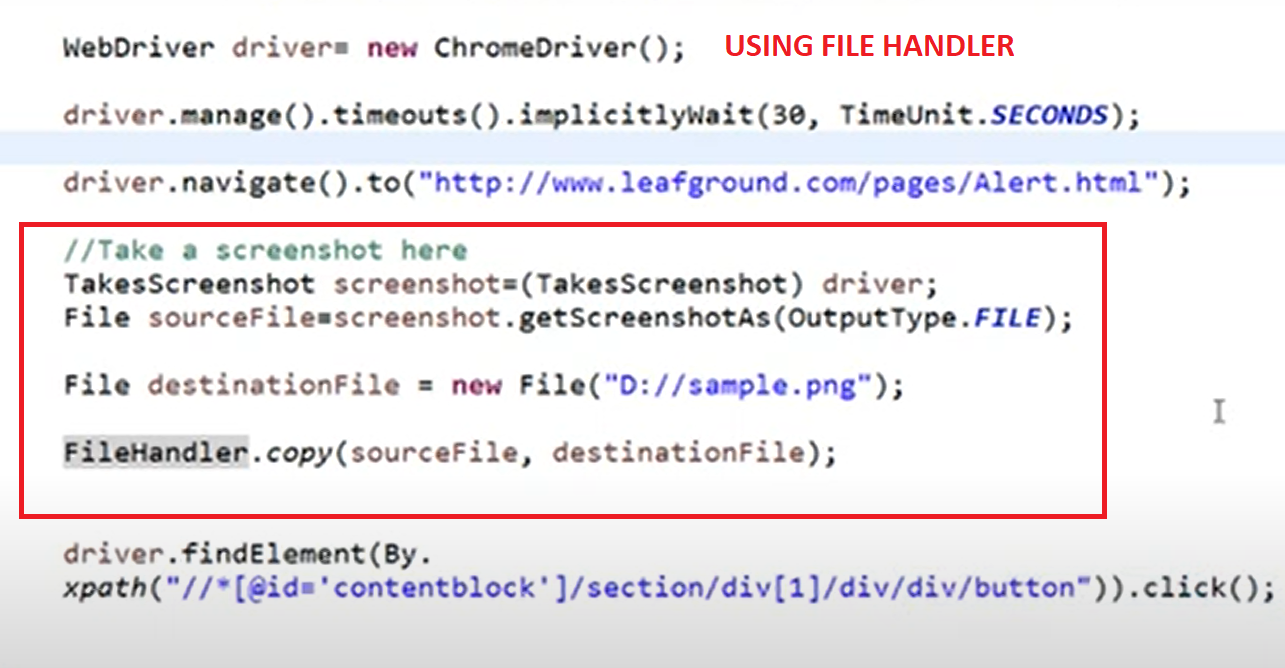 WebDriver driver= new ChromeDriver(); USING FILE HANDLER
driver.manage().timeouts().implicitlyWait(30, TimeUnit.SECONDS);
driver.navigate().to("http://www.leafground.com/pages/Alert.html");
//Take a screenshot here
TakesScreenshot screenshot=(TakesScreenshot) driver;
File sourceFile=screenshot.getScreenshotAs(OutputType.FILE);
File destinationFile = new File("D://sample.png");
FileHandler.copy(sourceFile, destinationFile);
driver.findElement(By.
xpath("//*[@id='contentblock']/section/div[1]/div/div/button")).click();